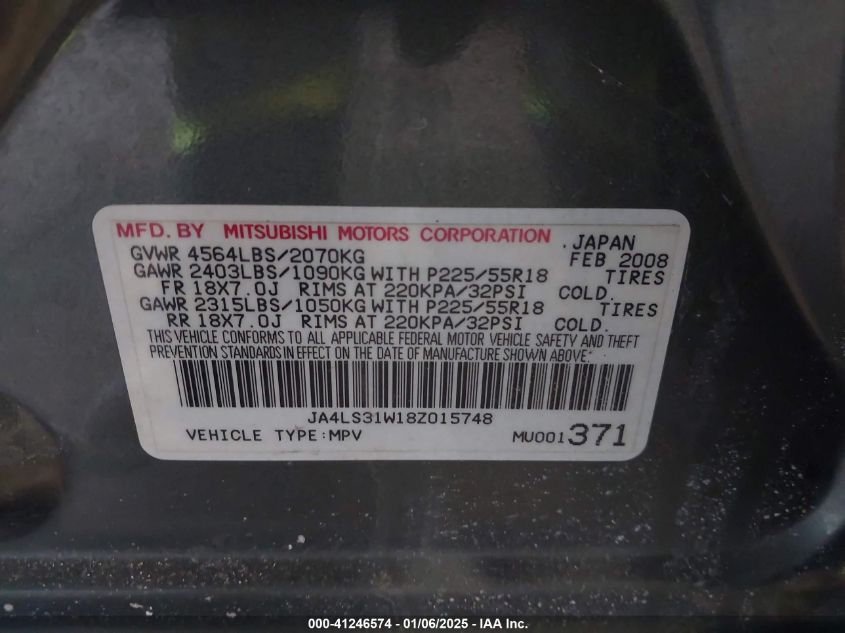 MFD. BY MITSUBISHI MOTORS CORPORATION . JAPAN
GVWR 4564LBS/2070KG FEB 2008
GAWR 2403LBS/1090KG WITH P225/55R18 TIRES
FR 18X7.0J RIMS AT 220KPA/32PSI COLD.
GAWR 2315LBS/1050KG WITH P225/55R18 TIRES
RR 18X7.0J RIMS AT 220KPA/32PSI COLD.
THIS VEHICLE CONFORMS TO ALL APPLICABLE FEDERAL MOTOR VEHICLE SAFETY AND THEFT
PREVENTION STANDARDS IN EFFECT ON THE DATE OF MANUFACTURE SHOWN ABOVE.
JA4LS31W18Z015748
VEHICLE TYPE:MPV MU001371
000-41246574 - 01/06/2025 - IAA Inc.